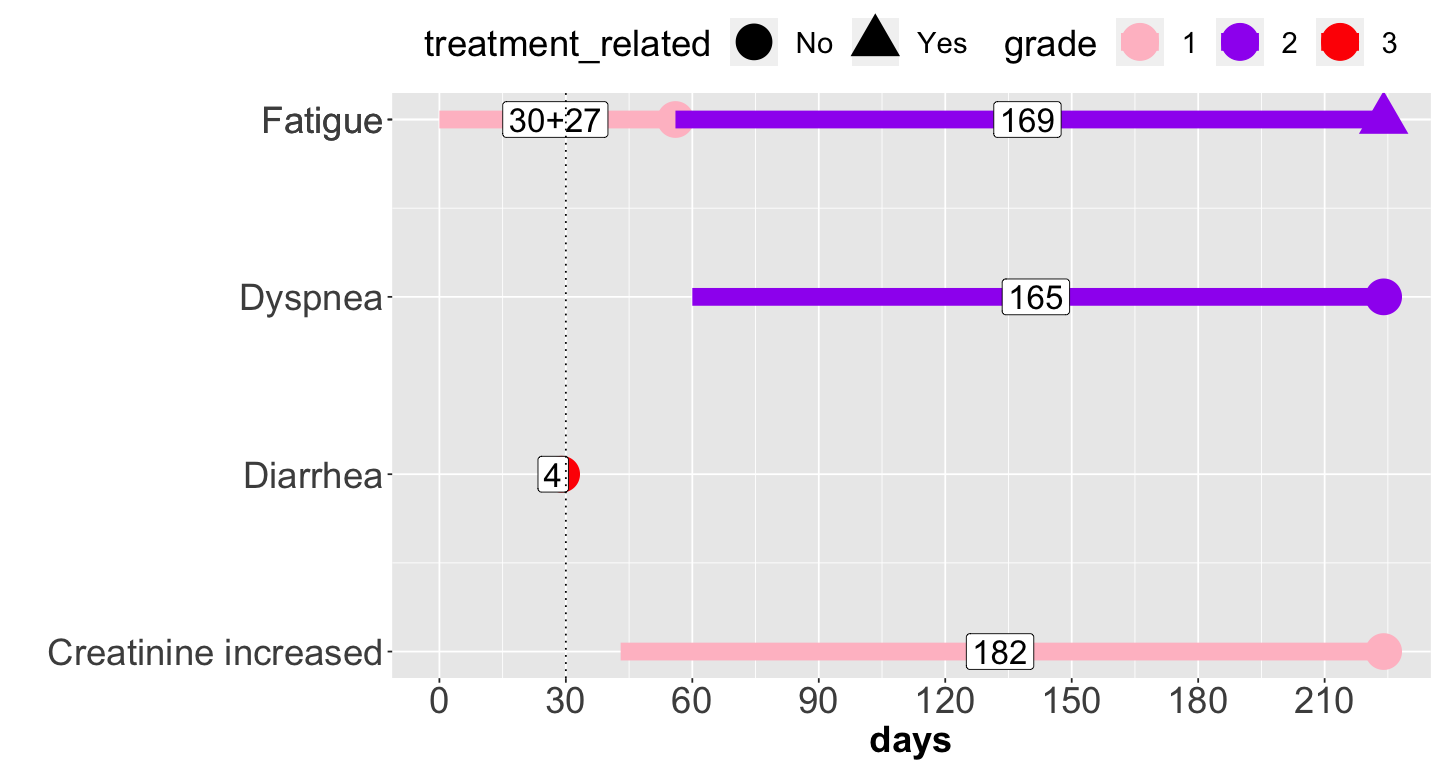 treatment_related No Yes grade 1 2 3
Fatigue 30+27 169
Dyspnea 165
Diarrhea 4
Creatinine increased 182
0 30 60 90 120 150 180 210
days